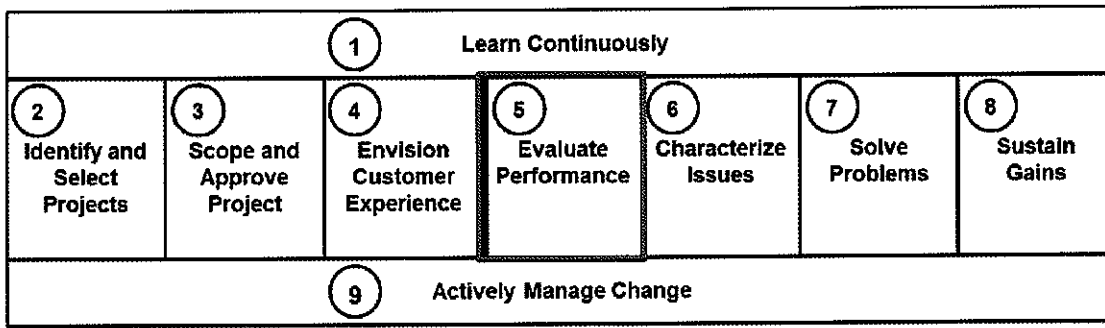 1 Learn Continuously
2
Identify and
Select
Projects
3
Scope and
Approve
Project
4
Envision
Customer
Experience
5
Evaluate
Performance
6
Characterize
Issues
7
Solve
Problems
8
Sustain
Gains
9 Actively Manage Change